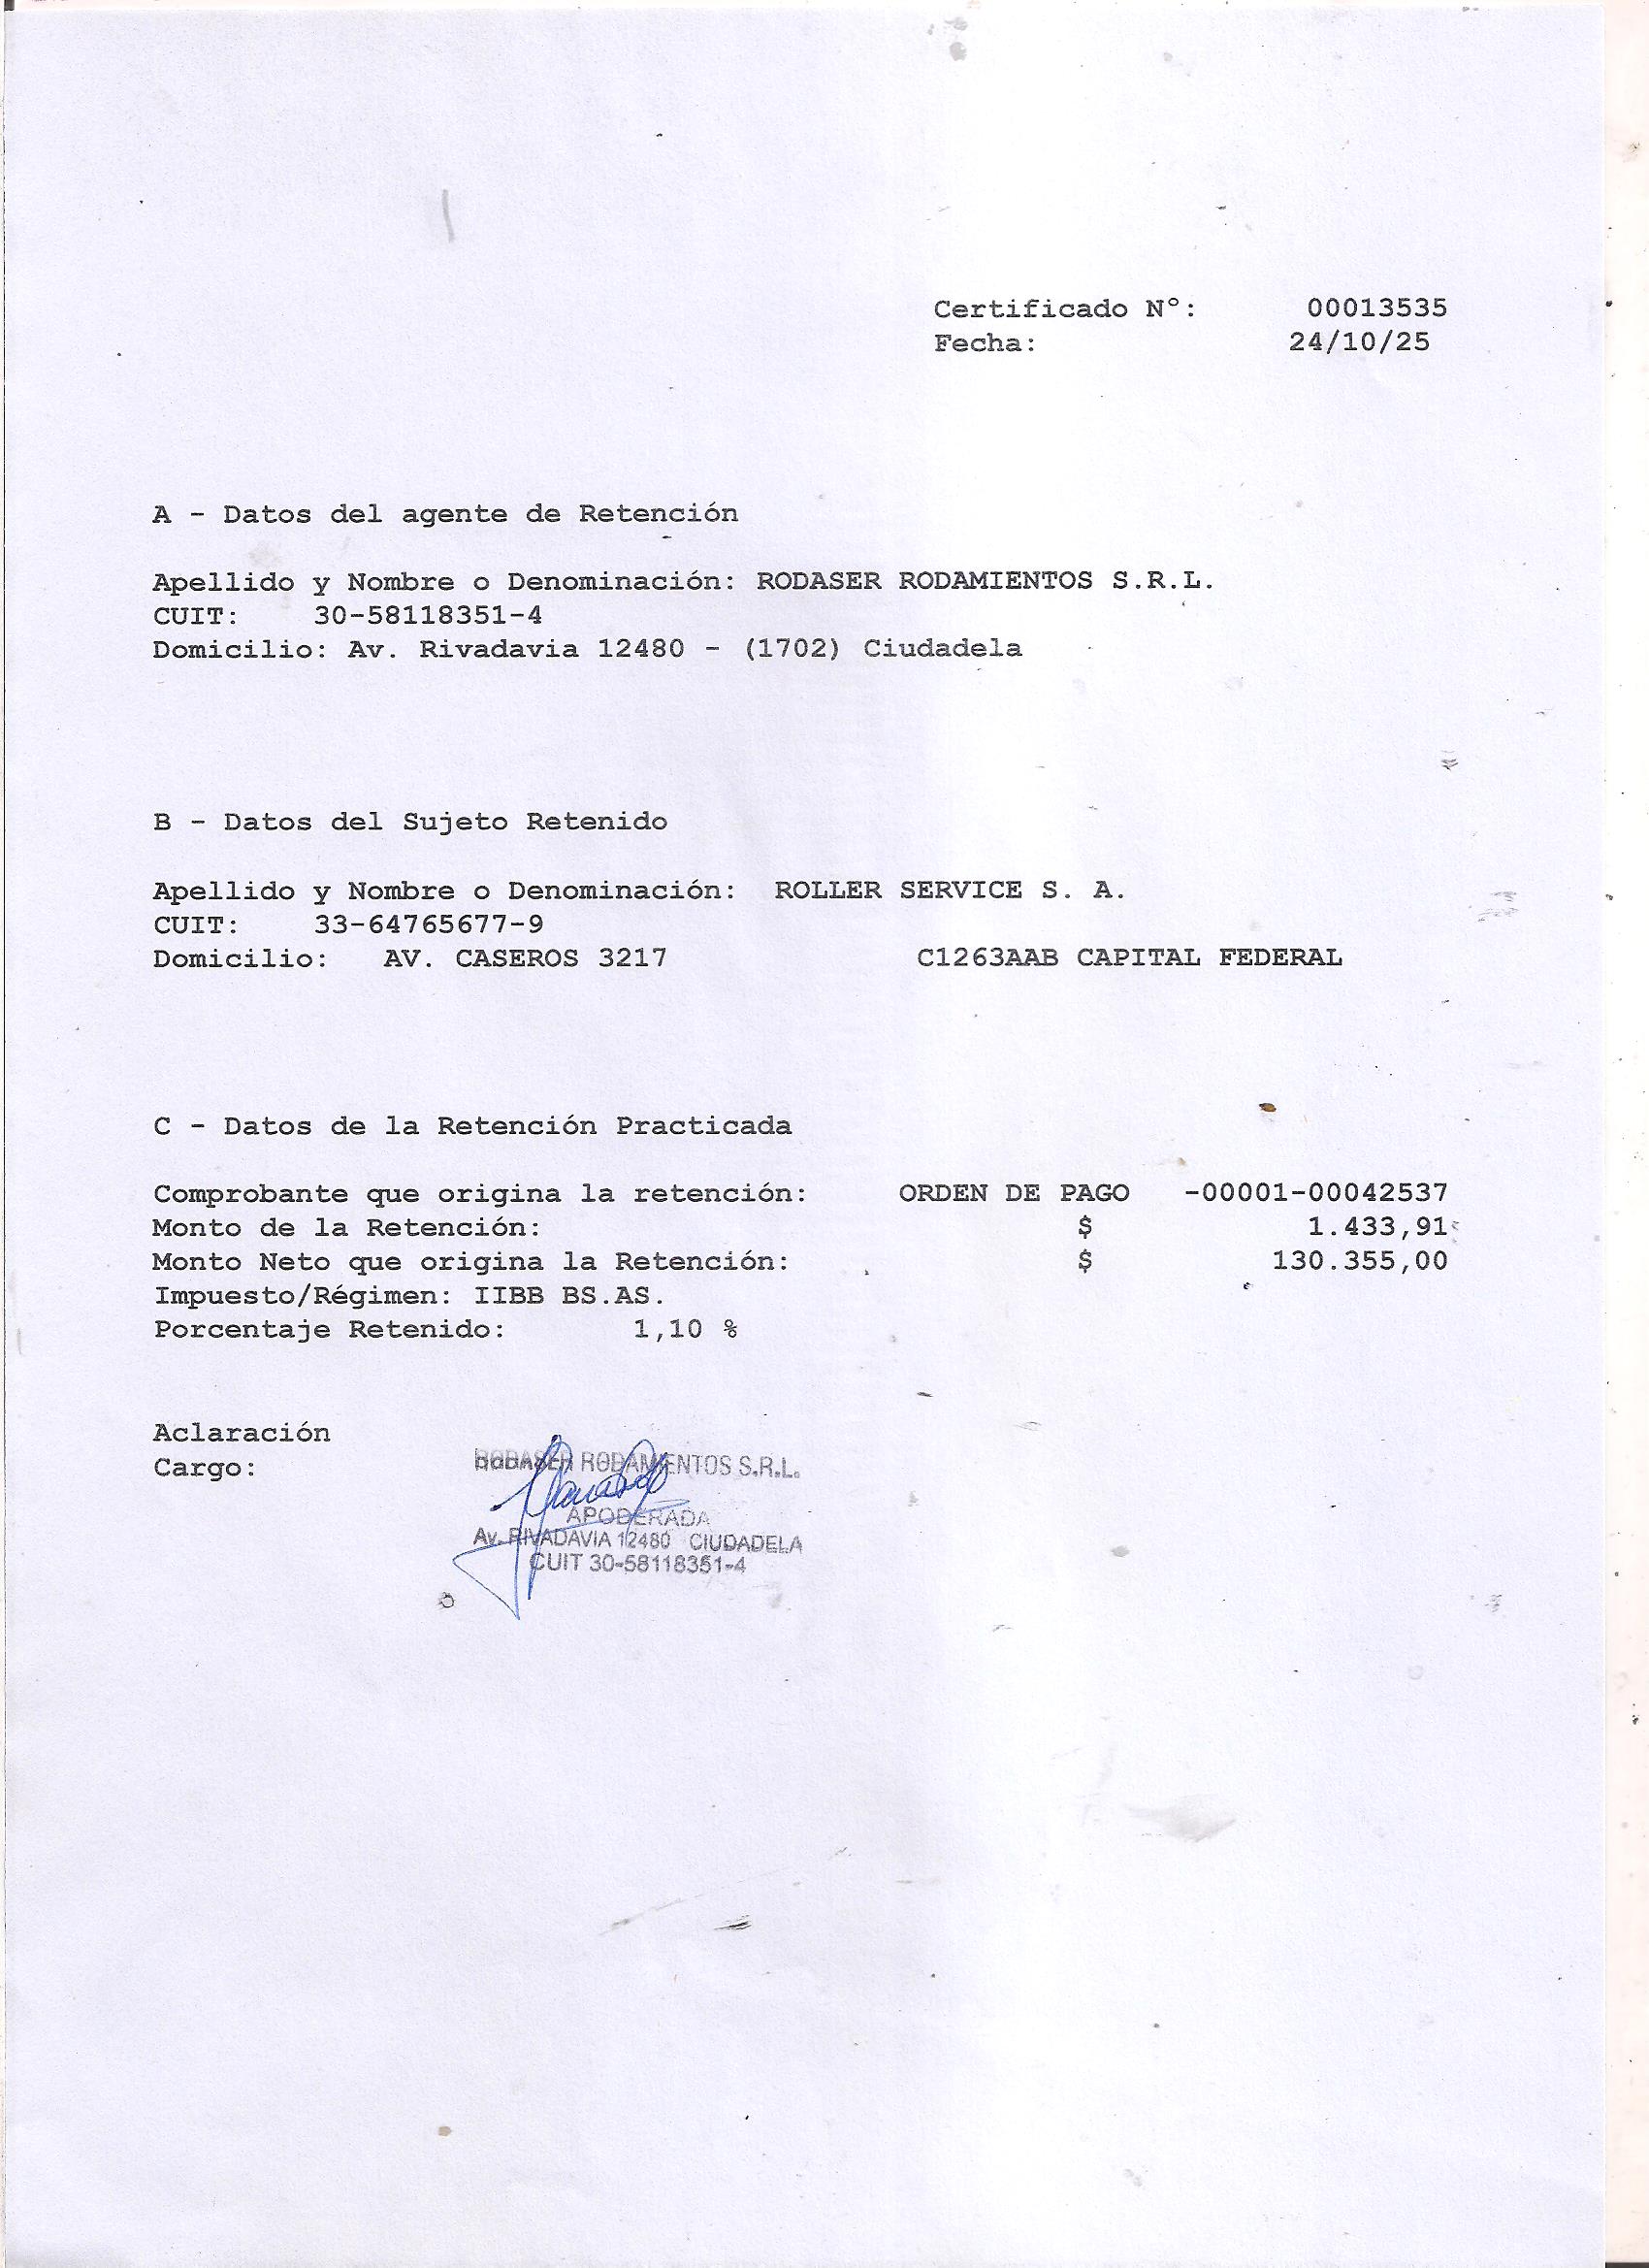 Certificado N°: 00013535
Fecha: 24/10/25
A - Datos del agente de Retención
Apellido y Nombre o Denominación: RODASER RODAMIENTOS S.R.L.
CUIT: 30-58118351-4
Domicilio: Av. Rivadavia 12480 - (1702) Ciudadela
B - Datos del Sujeto Retenido
Apellido y Nombre o Denominación: ROLLER SERVICE S. A.
CUIT: 33-64765677-9
Domicilio: AV. CASEROS 3217 C1263AAB CAPITAL FEDERAL
C - Datos de la Retención Practicada
Comprobante que origina la retención: ORDEN DE PAGO -00001-00042537
Monto de la Retención: $ 1.433,91
Monto Neto que origina la Retención: $ 130.355,00
Impuesto/Régimen: IIBB BS.AS.
Porcentaje Retenido: 1,10 %
Aclaración
Cargo:
RODASER RODAMIENTOS S.R.L.
APODERADA
Av. RIVADAVIA 12480 CIUDADELA
CUIT 30-58118351-4